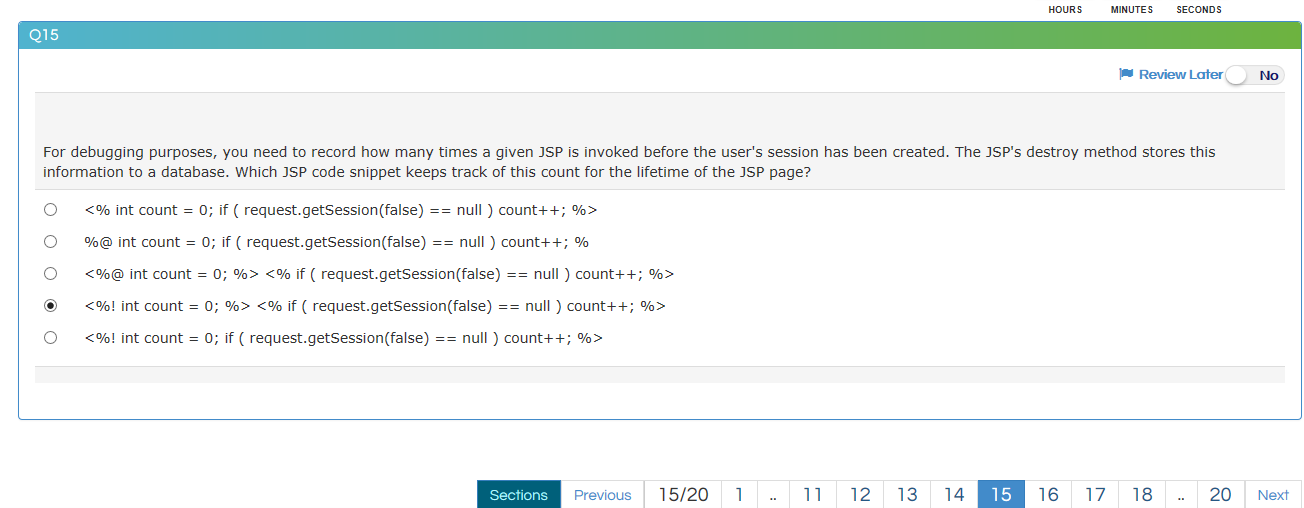 HOURS MINUTES SECONDS
Q15
Review Later No
For debugging purposes, you need to record how many times a given JSP is invoked before the user's session has been created. The JSP's destroy method stores this
information to a database. Which JSP code snippet keeps track of this count for the lifetime of the JSP page?
<% int count = 0; if ( request.getSession(false) == null ) count++; %>
%@ int count = 0; if ( request.getSession(false) == null ) count++; %
<%@ int count = 0; %> <% if ( request.getSession(false) == null ) count++; %>
<%! int count = 0; %> <% if ( request.getSession(false) == null ) count++; %>
<%! int count = 0; if ( request.getSession(false) == null ) count++; %>
Sections Previous 15/20 1 .. 11 12 13 14 15 16 17 18 .. 20 Next